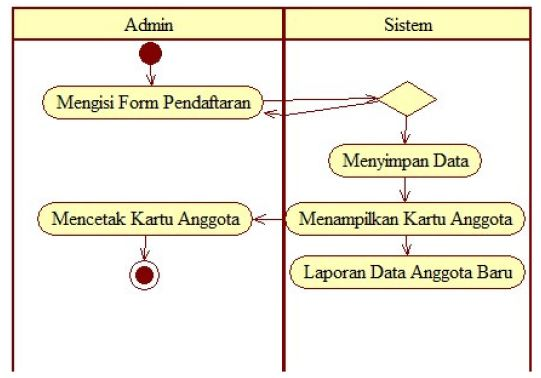 Admin
Sistem
Mengisi Form Pendaftaran
Menyimpan Data
Mencetak Kartu Anggota
Menampilkan Kartu Anggota
Laporan Data Anggota Baru